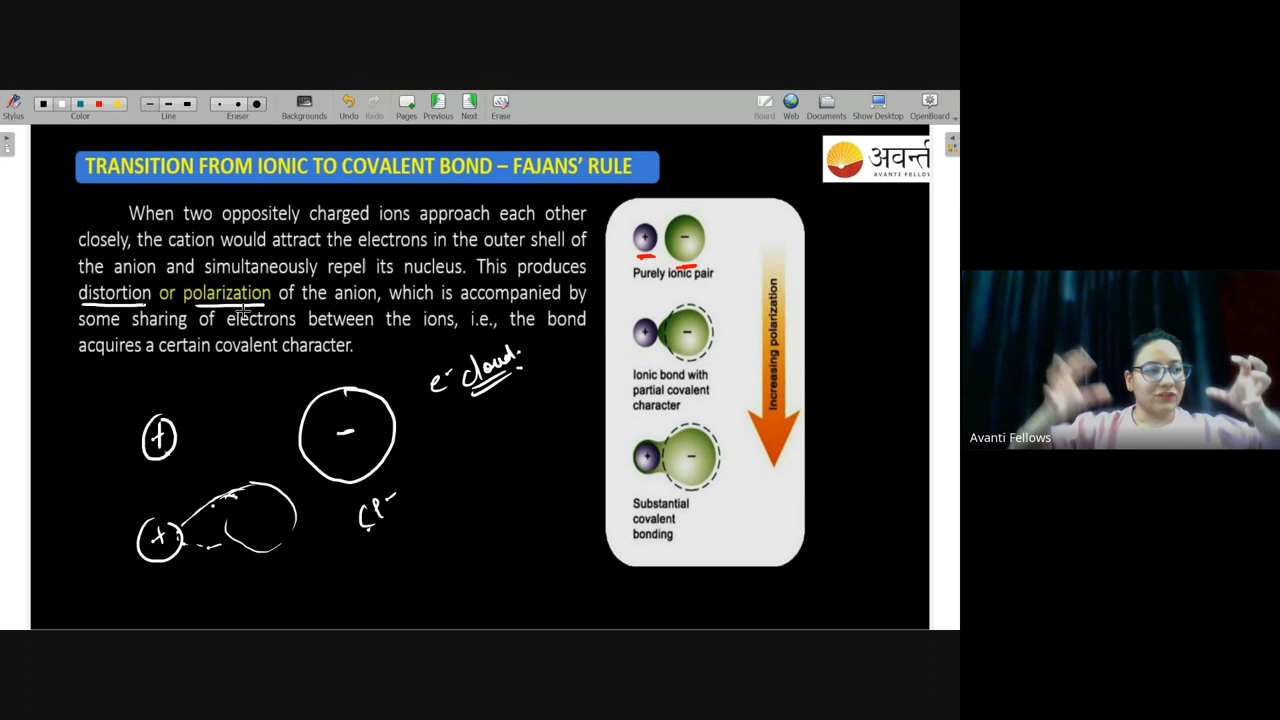 Stylus
Color
Line
Eraser
Backgrounds
Undo
Redo
Pages
Previous
Next
Erase
Board
Web
Documents
Show Desktop
OpenBoard
TRANSITION FROM IONIC TO COVALENT BOND – FAJANS' RULE
अवन्ती
AVANTI FELLOW
When two oppositely charged ions approach each other
closely, the cation would attract the electrons in the outer shell of
the anion and simultaneously repel its nucleus. This produces
distortion or polarization of the anion, which is accompanied by
some sharing of electrons between the ions, i.e., the bond
acquires a certain covalent character.
e⁻ cloud:
+
−
+
+ −
Purely ionic pair
+ −
Ionic bond with
partial covalent
character
+ −
Substantial
covalent
bonding
Increasing polarization
Avanti Fellows